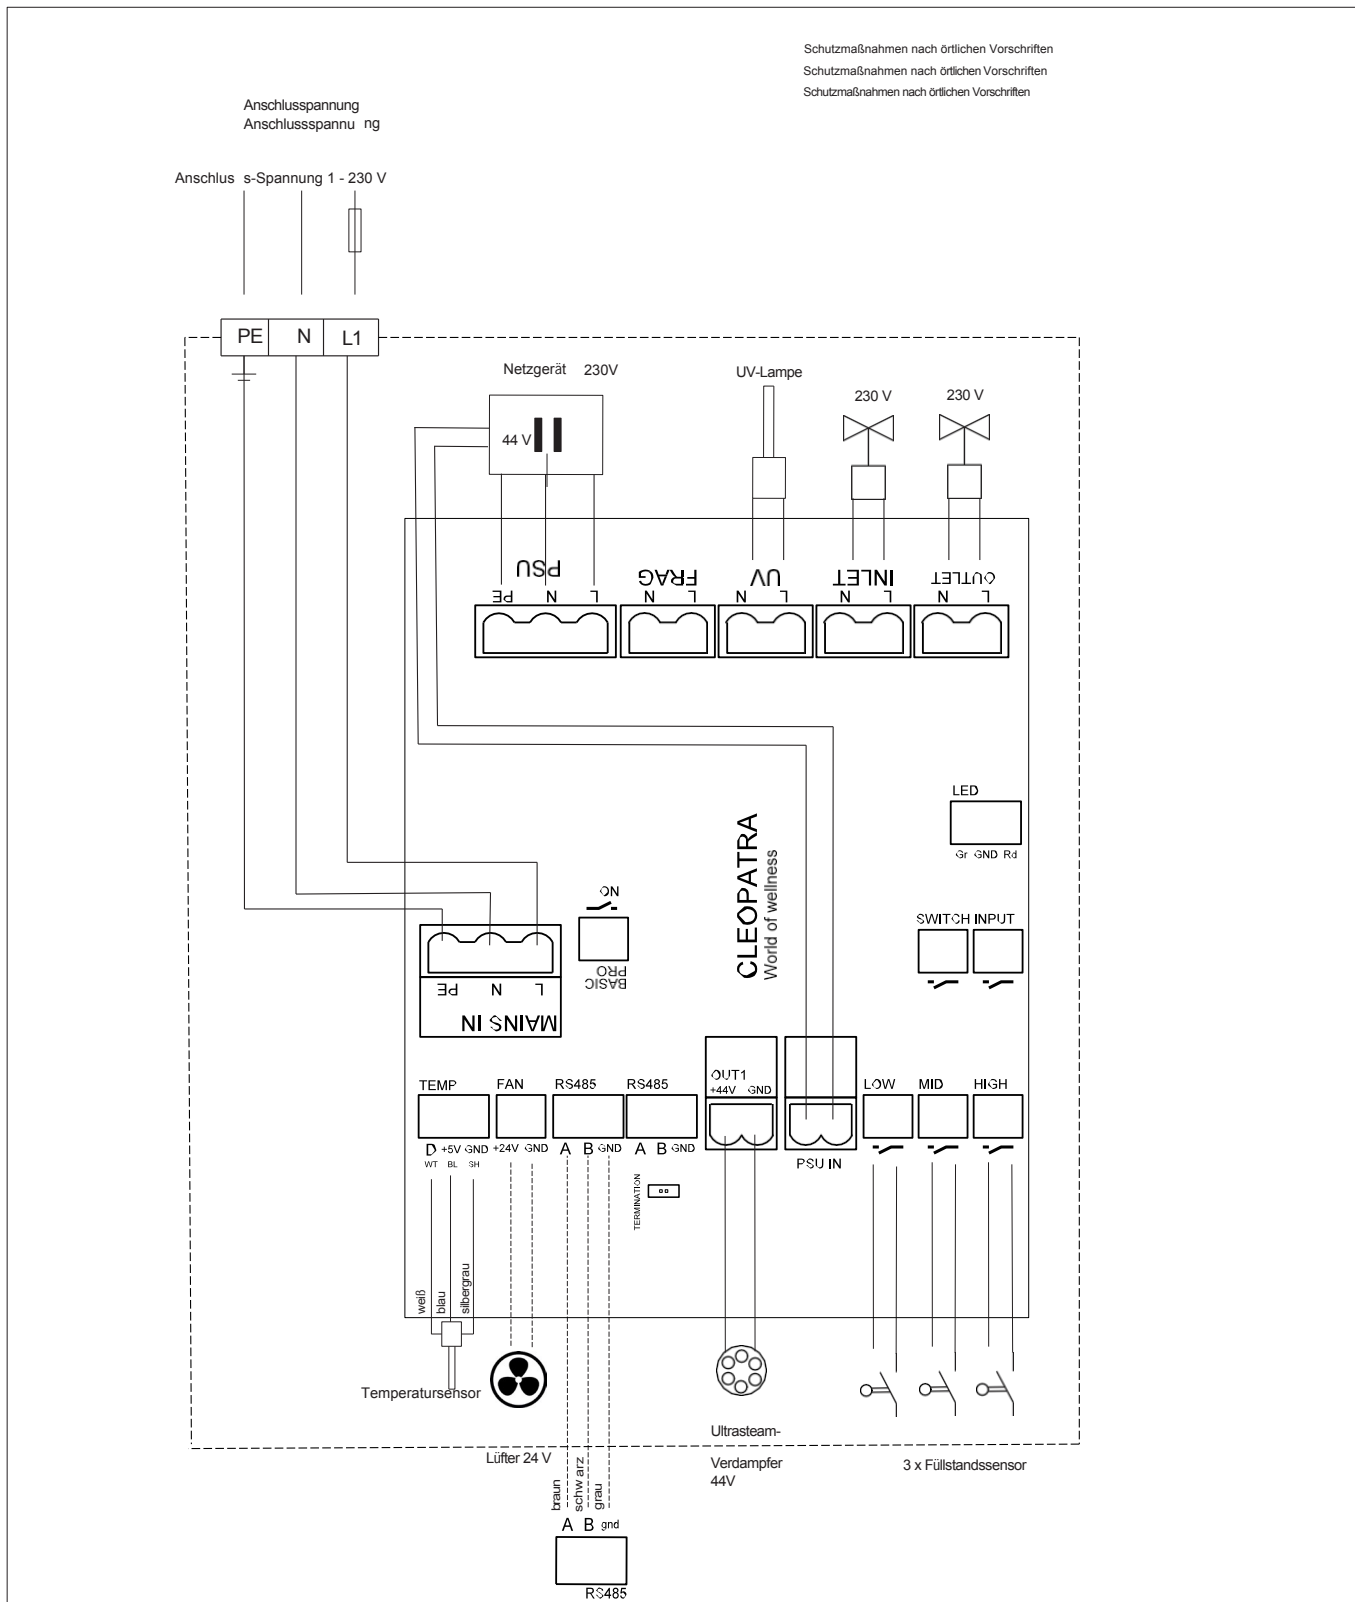 Schutzmaßnahmen nach örtlichen Vorschriften
Schutzmaßnahmen nach örtlichen Vorschriften
Schutzmaßnahmen nach örtlichen Vorschriften
Anschlusspannung
Anschlussspannu ng
Anschlus s-Spannung 1 - 230 V
PE N L1
Netzgerät 230V
UV-Lampe
230 V
230 V
44 V
PSU
FRAG
UV
INLET
OUTLET
PE N L
N L
N L
N L
N L
LED
Gr GND Rd
CLEOPATRA
World of wellness
ON
BASIC
PRO
SWITCH INPUT
PE N L
MAINS IN
TEMP
FAN
RS485
RS485
OUT1
+44V GND
LOW
MID
HIGH
D +5V GND
WT BL SH
+24V GND
A B GND
A B GND
PSU IN
TERMINATION
weiß
blau
silbergrau
Temperatursensor
Lüfter 24 V
Ultrasteam-
Verdampfer
44V
3 x Füllstandssensor
braun
schw arz
grau
A B gnd
RS485